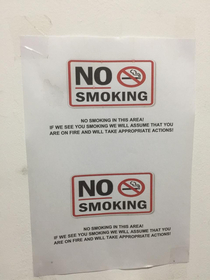 NO
SMOKING
NO SMOKING IN THIS AREA!
IF WE SEE YOU SMOKING WE WILL ASSUME THAT YOU
ARE ON FIRE AND WILL TAKE APPROPRIATE ACTIONS!
NO
SMOKING
NO SMOKING IN THIS AREA!
IF WE SEE YOU SMOKING WE WILL ASSUME THAT YOU
ARE ON FIRE AND WILL TAKE APPROPRIATE ACTIONS!